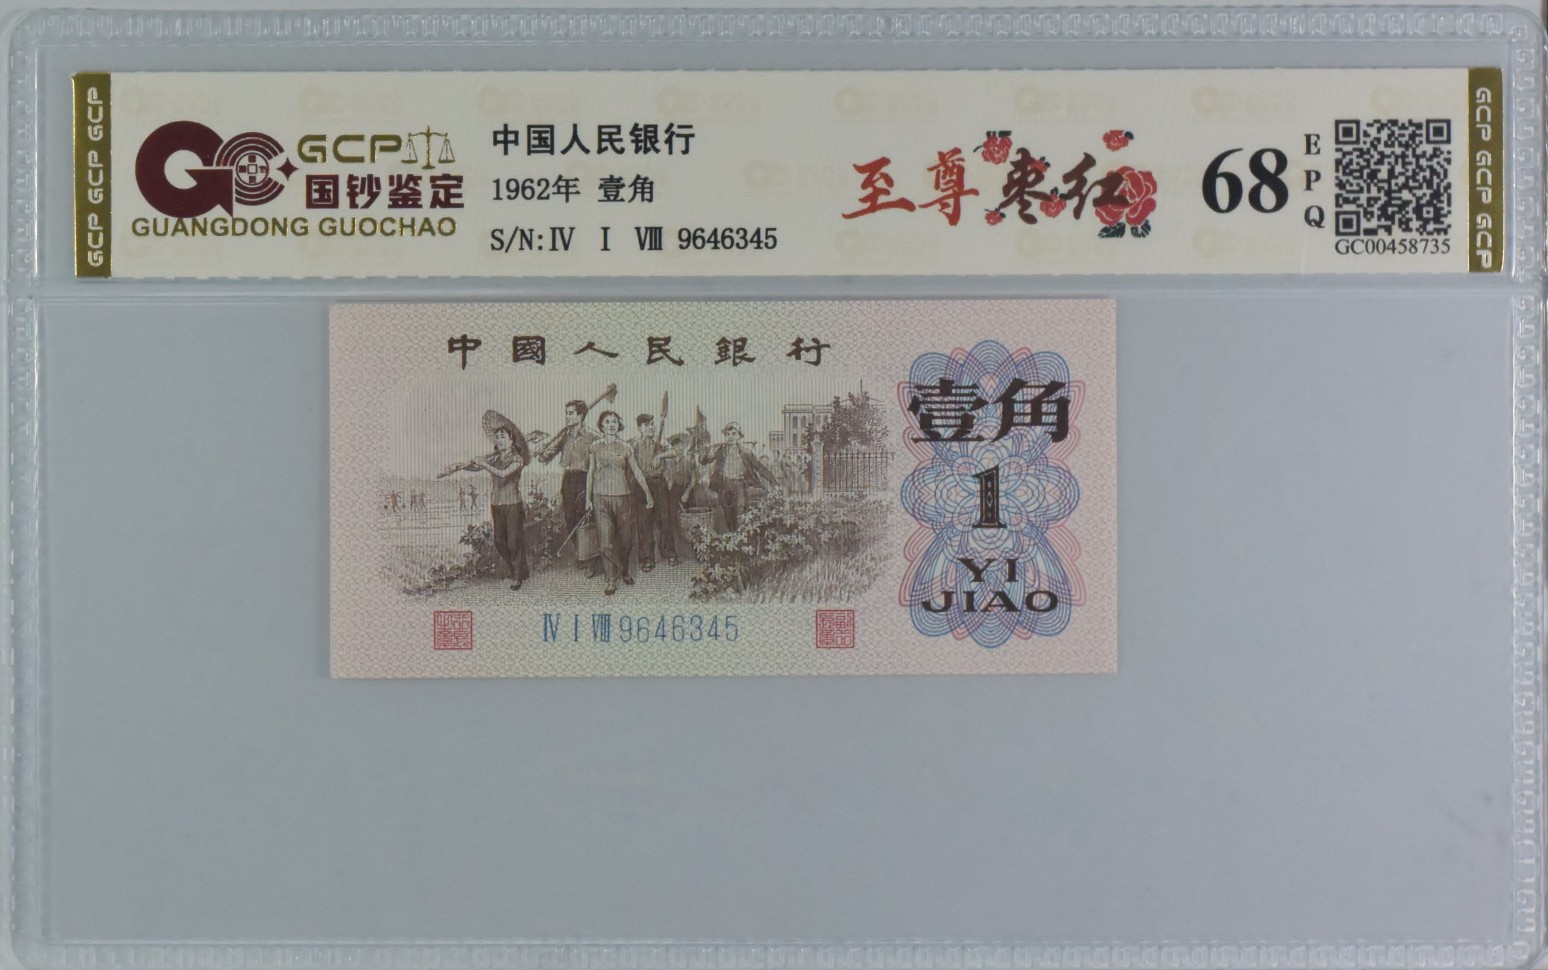 GCP GCP GCP
GCP
国钞鉴定
GUANGDONG GUOCHAO
中国人民银行
1962年 壹角
S/N:Ⅳ Ⅰ Ⅷ 9646345
至尊枣红
68
E
P
Q
GC00458735
GCP GCP GCP
中國人民銀行
壹角
1
YI
JIAO
Ⅳ Ⅰ Ⅷ 9646345